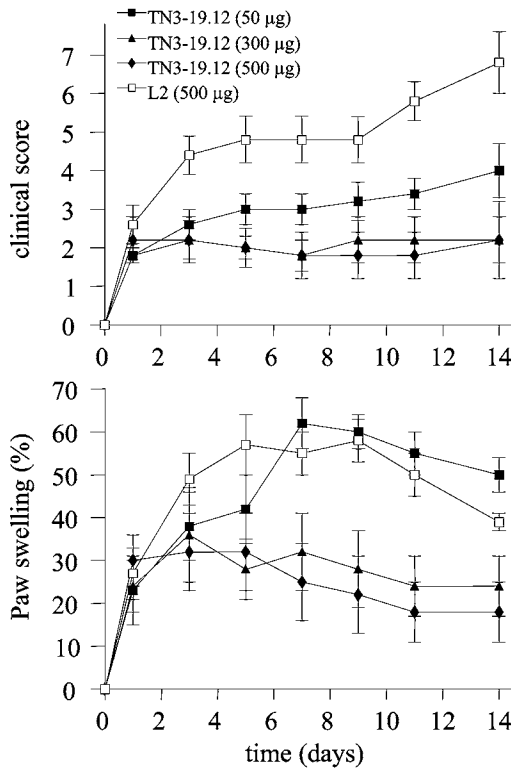 TN3-19.12 (50 µg)
TN3-19.12 (300 µg)
TN3-19.12 (500 µg)
L2 (500 µg)
clinical score
7
6
5
4
3
2
1
0
0 2 4 6 8 10 12 14
Paw swelling (%)
70
60
50
40
30
20
10
0
0 2 4 6 8 10 12 14
time (days)